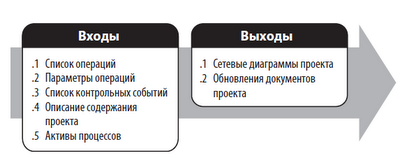 Входы
.1 Список операций
.2 Параметры операций
.3 Список контрольных событий
.4 Описание содержания
проекта
.5 Активы процессов
Выходы
.1 Сетевые диаграммы проекта
.2 Обновления документов
проекта